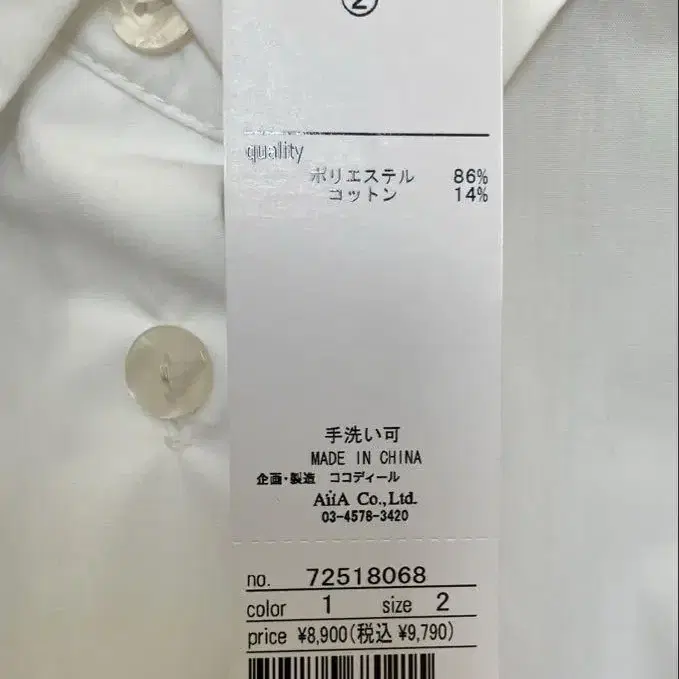 ②
quality
ポリエステル 86%
コットン 14%
手洗い可
MADE IN CHINA
企画・製造 ココディール
AiiA Co.,Ltd.
03-4578-3420
no. 72518068
color 1 size 2
price ¥8,900(税込 ¥9,790)